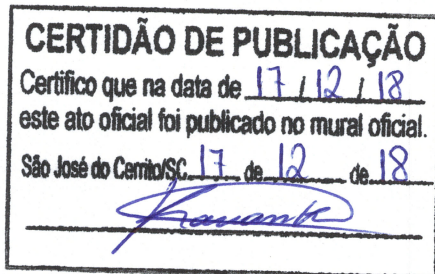 CERTIDÃO DE PUBLICAÇÃO
Certifico que na data de 17 / 12 / 18
este ato oficial foi publicado no mural oficial.
São José do Cerrito/SC. 17 de 12 de 18